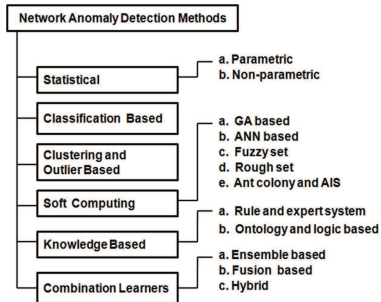 Network Anomaly Detection Methods
Statistical
a. Parametric
b. Non-parametric
Classification Based
Clustering and
Outlier Based
Soft Computing
a. GA based
b. ANN based
c. Fuzzy set
d. Rough set
e. Ant colony and AIS
Knowledge Based
a. Rule and expert system
b. Ontology and logic based
Combination Learners
a. Ensemble based
b. Fusion based
c. Hybrid